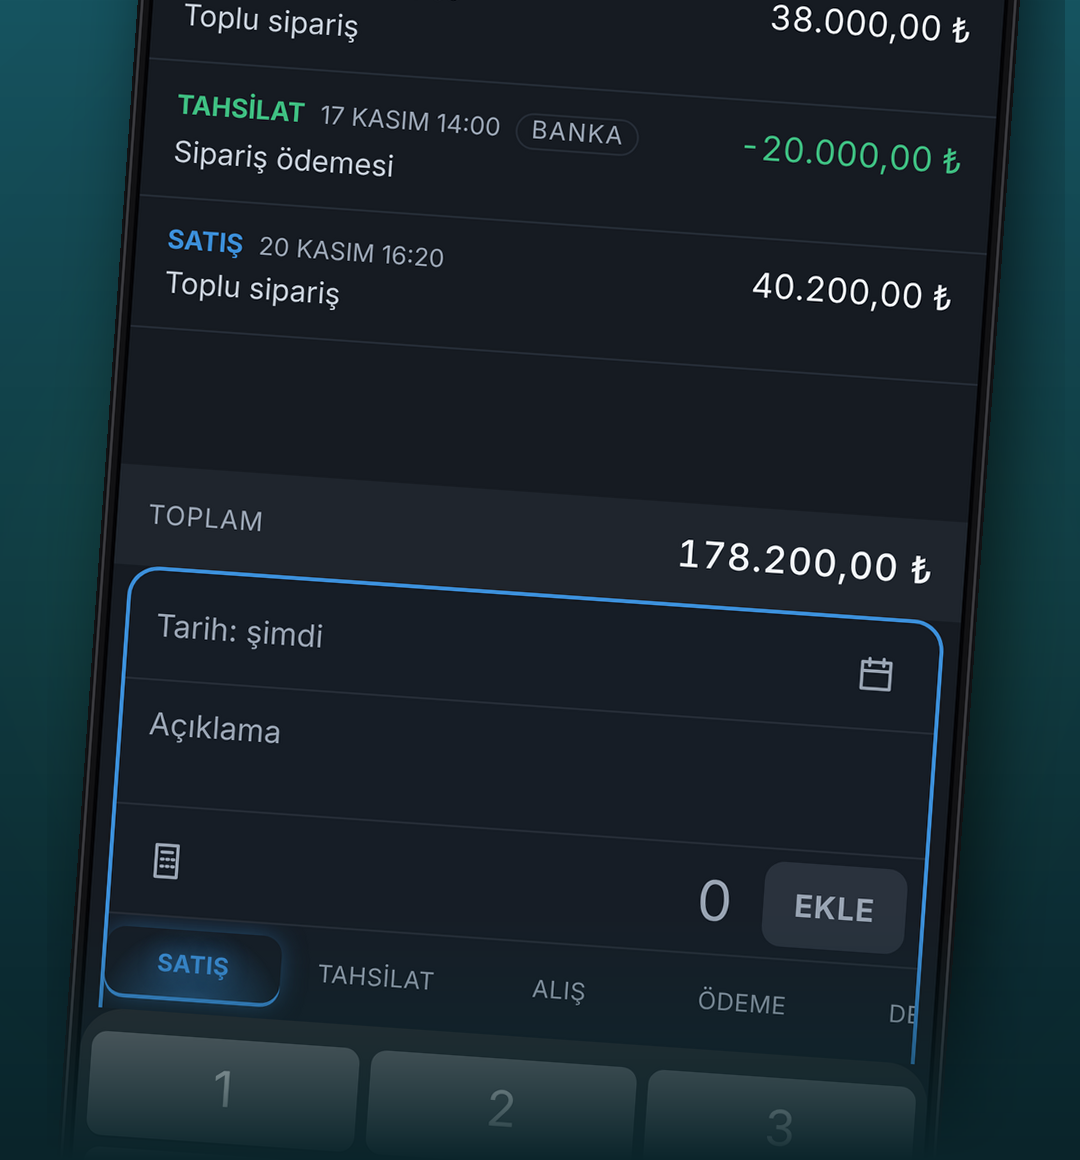 Toplu sipariş
38.000,00 ₺
TAHSİLAT 17 KASIM 14:00 BANKA
-20.000,00 ₺
Sipariş ödemesi
SATIŞ 20 KASIM 16:20
Toplu sipariş
40.200,00 ₺
TOPLAM
178.200,00 ₺
Tarih: şimdi
Açıklama
0 EKLE
SATIŞ TAHSİLAT ALIŞ ÖDEME
1 2 3